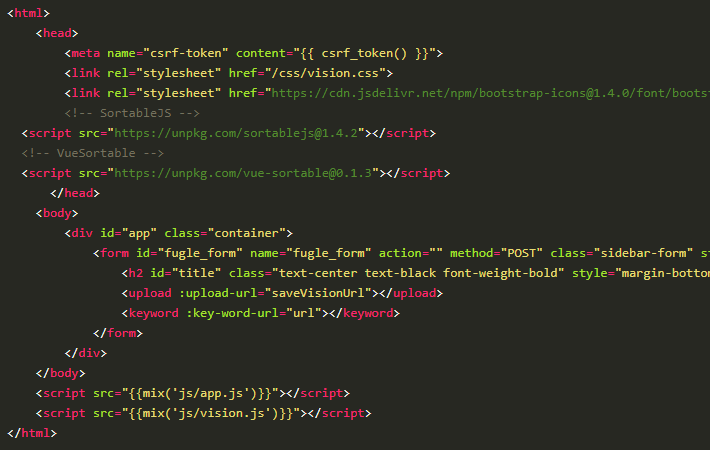 <html>
<head>
<meta name="csrf-token" content="{{ csrf_token() }}">
<link rel="stylesheet" href="/css/vision.css">
<link rel="stylesheet" href="https://cdn.jsdelivr.net/npm/bootstrap-icons@1.4.0/font/boots
<!-- SortableJS -->
<script src="https://unpkg.com/sortablejs@1.4.2"></script>
<!-- VueSortable -->
<script src="https://unpkg.com/vue-sortable@0.1.3"></script>
</head>
<body>
<div id="app" class="container">
<form id="fugle_form" name="fugle_form" action="" method="POST" class="sidebar-form" st
<h2 id="title" class="text-center text-black font-weight-bold" style="margin-bottom
<upload :upload-url="saveVisionUrl"></upload>
<keyword :key-word-url="url"></keyword>
</form>
</div>
</body>
<script src="{{mix('js/app.js')}}"></script>
<script src="{{mix('js/vision.js')}}"></script>
</html>